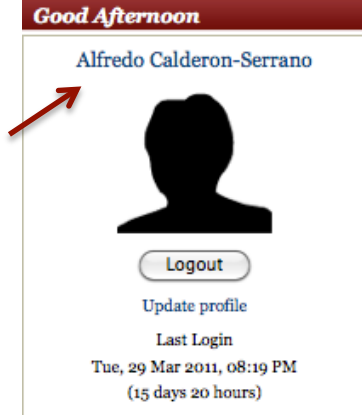 Good Afternoon
Alfredo Calderon-Serrano
Logout
Update profile
Last Login
Tue, 29 Mar 2011, 08:19 PM
(15 days 20 hours)